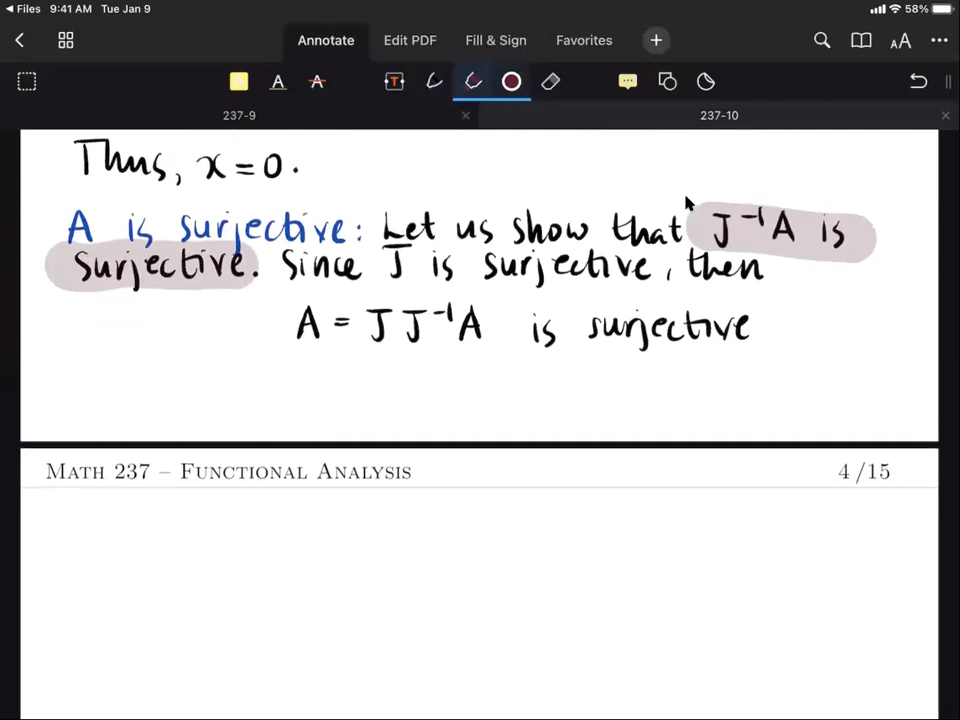 Files 9:41 AM Tue Jan 9 58%
Annotate Edit PDF Fill & Sign Favorites
237-9 237-10
Thus, x = 0.
A is surjective: Let us show that J⁻¹A is
surjective. Since J is surjective, then
A = J J⁻¹A is surjective
MATH 237 – FUNCTIONAL ANALYSIS 4/15